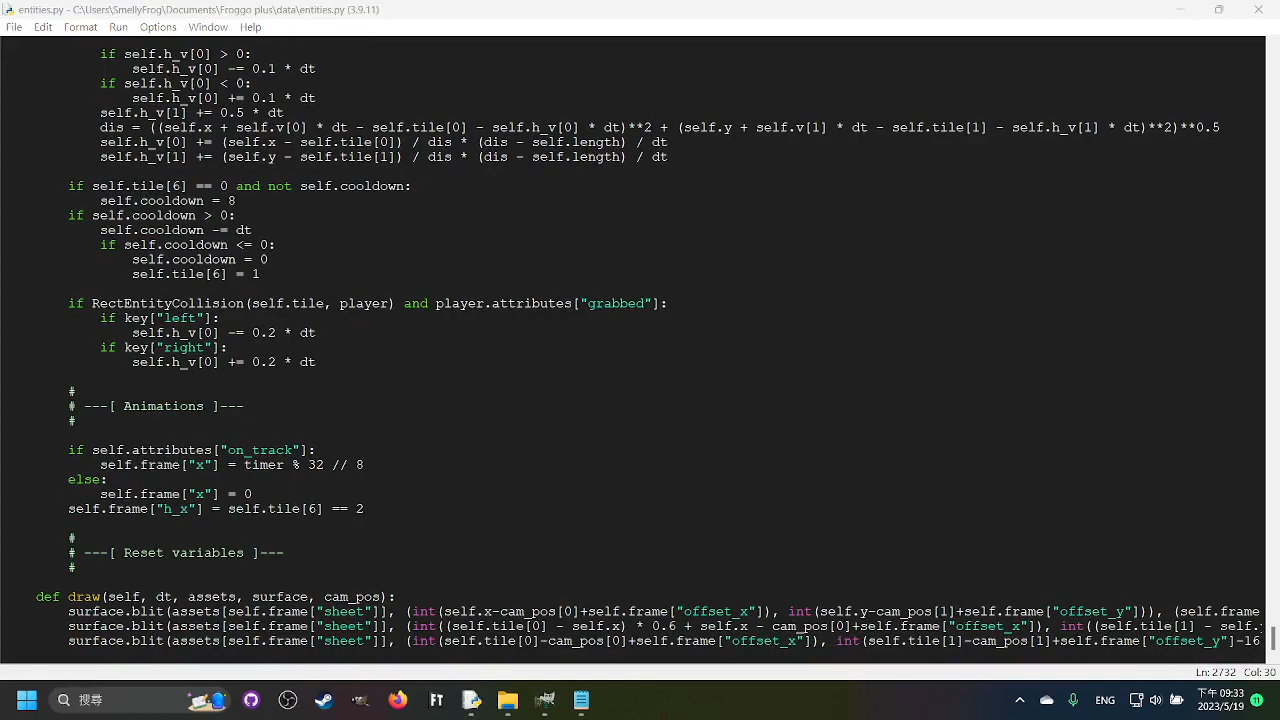 entities.py - C:\Users\SmellyFrog\Documents\Froggo plus\data\entities.py (3.9.11)
File Edit Format Run Options Window Help
if self.h_v[0] > 0:
self.h_v[0] -= 0.1 * dt
if self.h_v[0] < 0:
self.h_v[0] += 0.1 * dt
self.h_v[1] += 0.5 * dt
dis = ((self.x + self.v[0] * dt - self.tile[0] - self.h_v[0] * dt)**2 + (self.y + self.v[1] * dt - self.tile[1] - self.h_v[1] * dt)**2)**0.5
self.h_v[0] += (self.x - self.tile[0]) / dis * (dis - self.length) / dt
self.h_v[1] += (self.y - self.tile[1]) / dis * (dis - self.length) / dt
if self.tile[6] == 0 and not self.cooldown:
self.cooldown = 8
if self.cooldown > 0:
self.cooldown -= dt
if self.cooldown <= 0:
self.cooldown = 0
self.tile[6] = 1
if RectEntityCollision(self.tile, player) and player.attributes["grabbed"]:
if key["left"]:
self.h_v[0] -= 0.2 * dt
if key["right"]:
self.h_v[0] += 0.2 * dt
#
# ---[ Animations ]---
#
if self.attributes["on_track"]:
self.frame["x"] = timer % 32 // 8
else:
self.frame["x"] = 0
self.frame["h_x"] = self.tile[6] == 2
#
# ---[ Reset variables ]---
#
def draw(self, dt, assets, surface, cam_pos):
surface.blit(assets[self.frame["sheet"]], (int(self.x-cam_pos[0]+self.frame["offset_x"]), int(self.y-cam_pos[1]+self.frame["offset_y"])), (self.frame
surface.blit(assets[self.frame["sheet"]], (int((self.tile[0] - self.x) * 0.6 + self.x - cam_pos[0]+self.frame["offset_x"]), int((self.tile[1] - self.
surface.blit(assets[self.frame["sheet"]], (int(self.tile[0]-cam_pos[0]+self.frame["offset_x"]), int(self.tile[1]-cam_pos[1]+self.frame["offset_y"]-16
Ln: 2732 Col: 30
搜尋
ENG
下午 09:33
2023/5/19
11